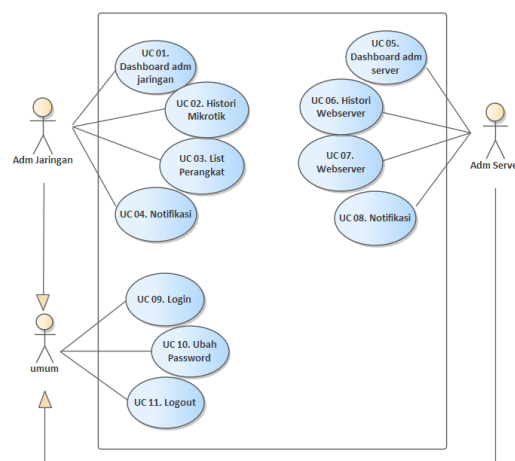 UC 01.
Dashboard adm
jaringan
UC 02. Histori
Mikrotik
UC 03. List
Perangkat
UC 04. Notifikasi
Adm Jaringan
UC 05.
Dashboard adm
server
UC 06. Histori
Webserver
UC 07.
Webserver
UC 08. Notifikasi
Adm Serve
UC 09. Login
UC 10. Ubah
Password
UC 11. Logout
umum